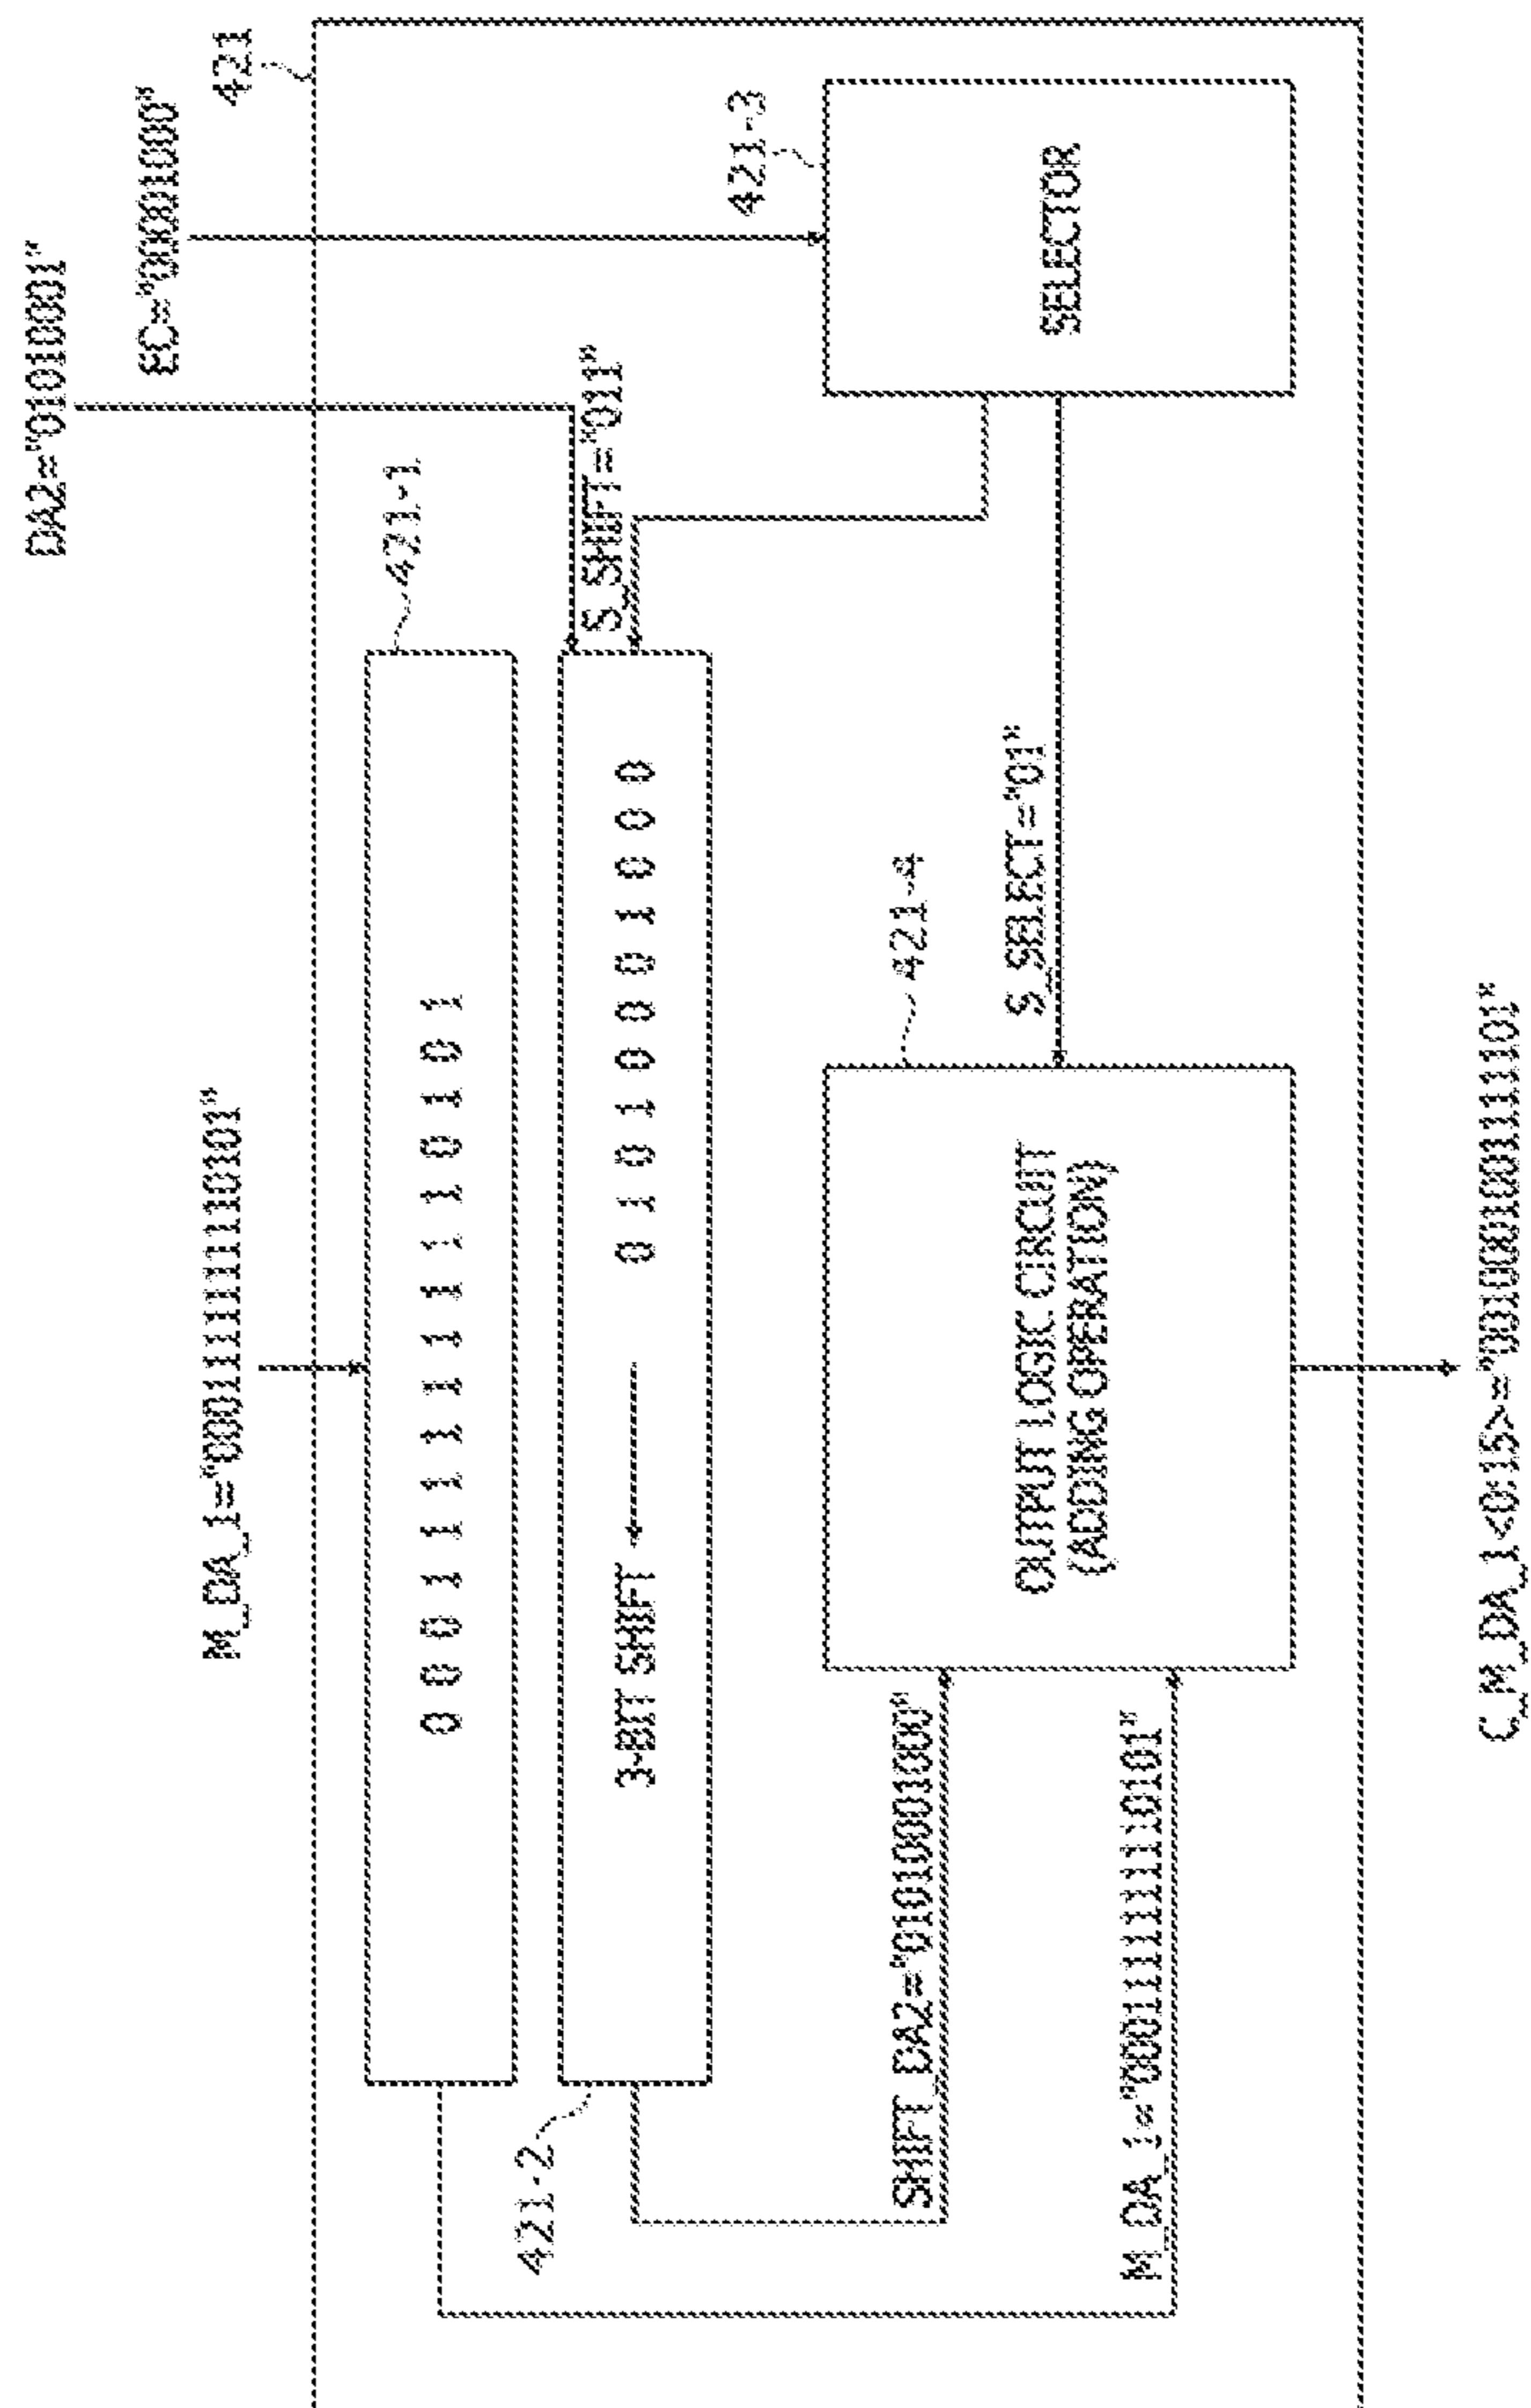 DA2="01010001"
EC="00001000"
421
M_DA_1="0001111111110101"
421-1
0 0 0 1 1 1 1 1 1 1 1 1 0 1 0 1
S_SHIFT="011"
421-2
3-BIT SHIFT 0 1 0 1 0 0 0 1 0 0 0
421-3
SELECTOR
SHIFT_DA2="01010001000"
421-4
S_SELECT="01"
OUTPUT LOGIC CIRCUIT
(ADDING OPERATION)
M_DA_1="0001111111110101"
C_M_DA_1<0:15>="0010001001111101"